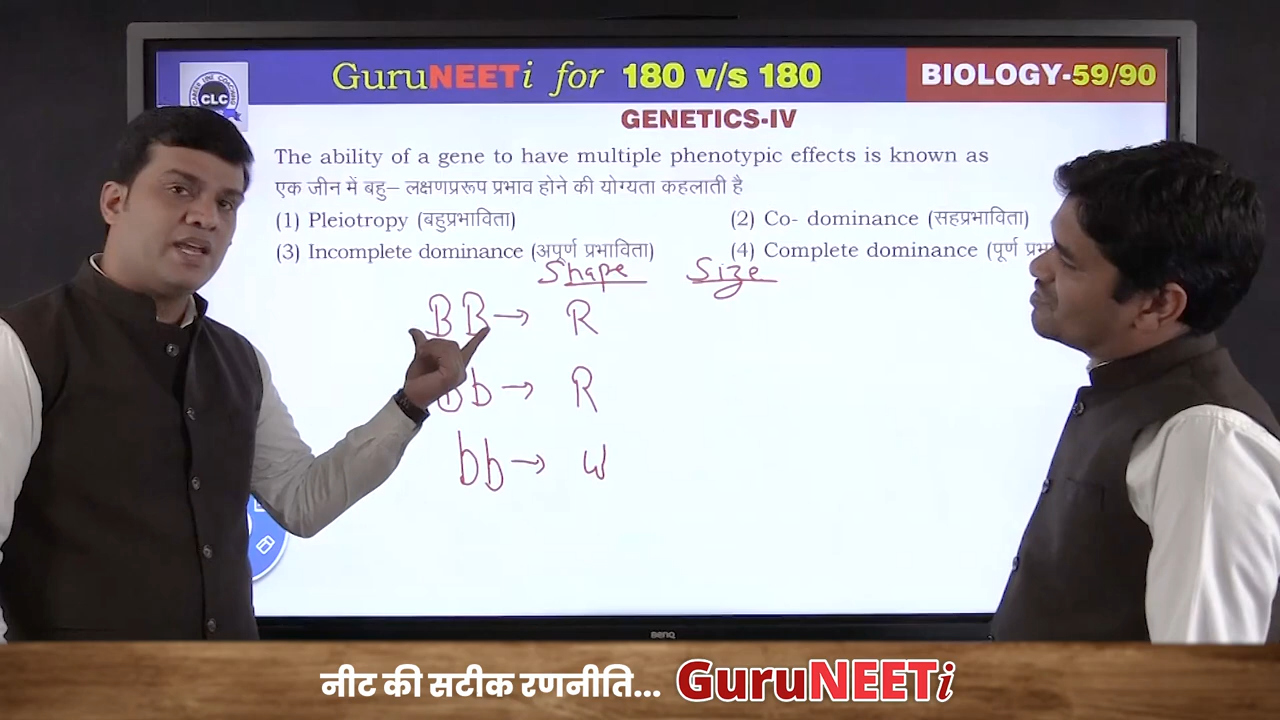 CLC
GuruNEETi for 180 v/s 180
BIOLOGY-59/90
GENETICS-IV
The ability of a gene to have multiple phenotypic effects is known as
एक जीन में बहु– लक्षणप्ररूप प्रभाव होने की योग्यता कहलाती है
(1) Pleiotropy (बहुप्रभाविता) (2) Co- dominance (सहप्रभाविता)
(3) Incomplete dominance (अपूर्ण प्रभाविता) (4) Complete dominance (पूर्ण
Shape Size
BB → R
b → R
bb → W
BenQ
नीट की सटीक रणनीति... GuruNEETi